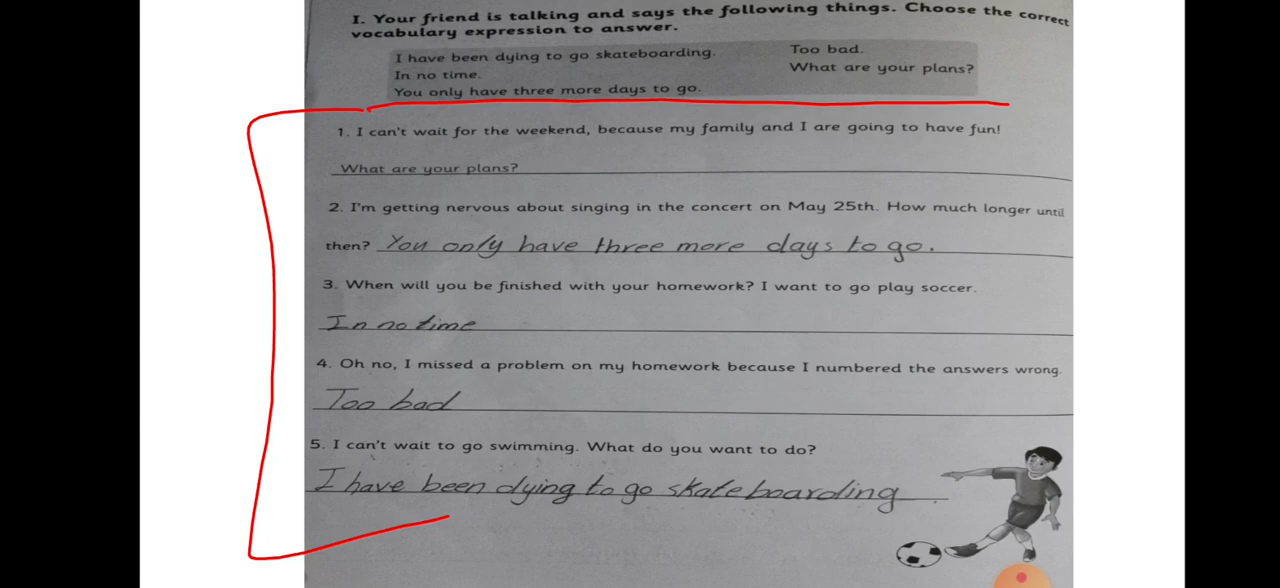 I. Your friend is talking and says the following things. Choose the correct
vocabulary expression to answer.
I have been dying to go skateboarding.
In no time.
You only have three more days to go.
Too bad.
What are your plans?
1. I can't wait for the weekend, because my family and I are going to have fun!
What are your plans?
2. I'm getting nervous about singing in the concert on May 25th. How much longer until
then? You only have three more days to go.
3. When will you be finished with your homework? I want to go play soccer.
In no time
4. Oh no, I missed a problem on my homework because I numbered the answers wrong.
Too bad
5. I can't wait to go swimming. What do you want to do?
I have been dying to go skateboarding